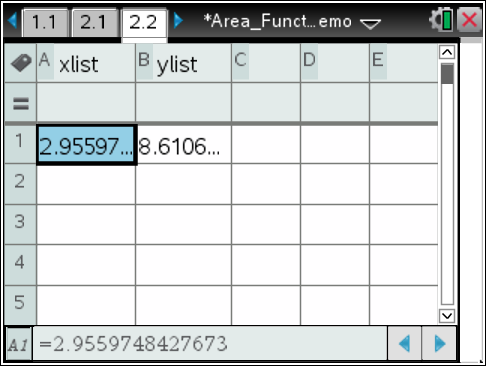 1.1 2.1 2.2 *Area_Funct…emo
A xlist B ylist C D E
=
1 2.95597… 8.6106…
2
3
4
5
A1 =2.9559748427673